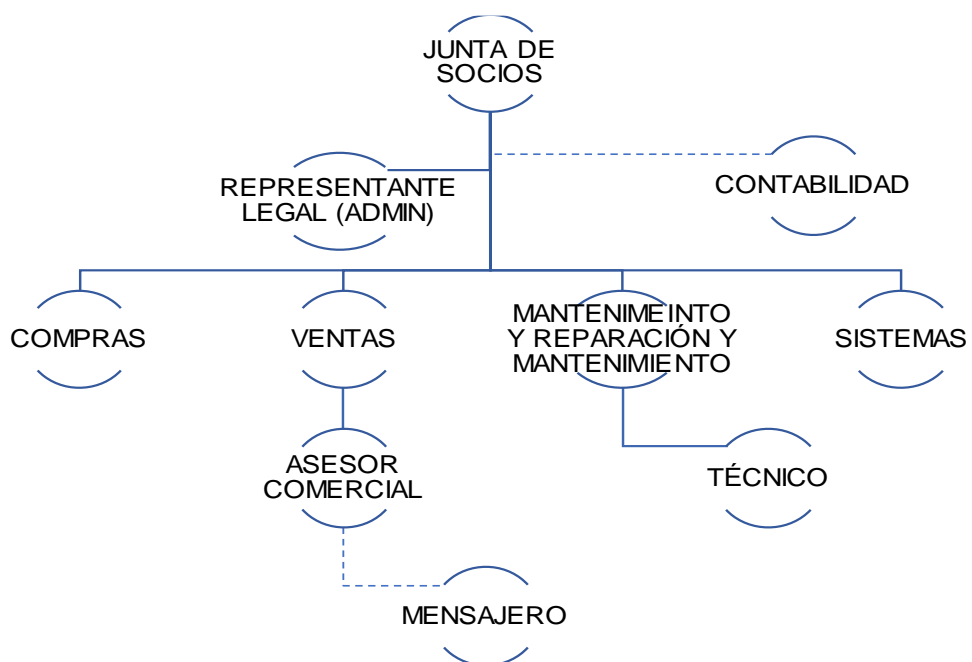 JUNTA DE
SOCIOS
REPRESENTANTE
LEGAL (ADMIN)
CONTABILIDAD
COMPRAS
VENTAS
MANTENIMEINTO
Y REPARACIÓN Y
MANTENIMIENTO
SISTEMAS
ASESOR
COMERCIAL
TÉCNICO
MENSAJERO